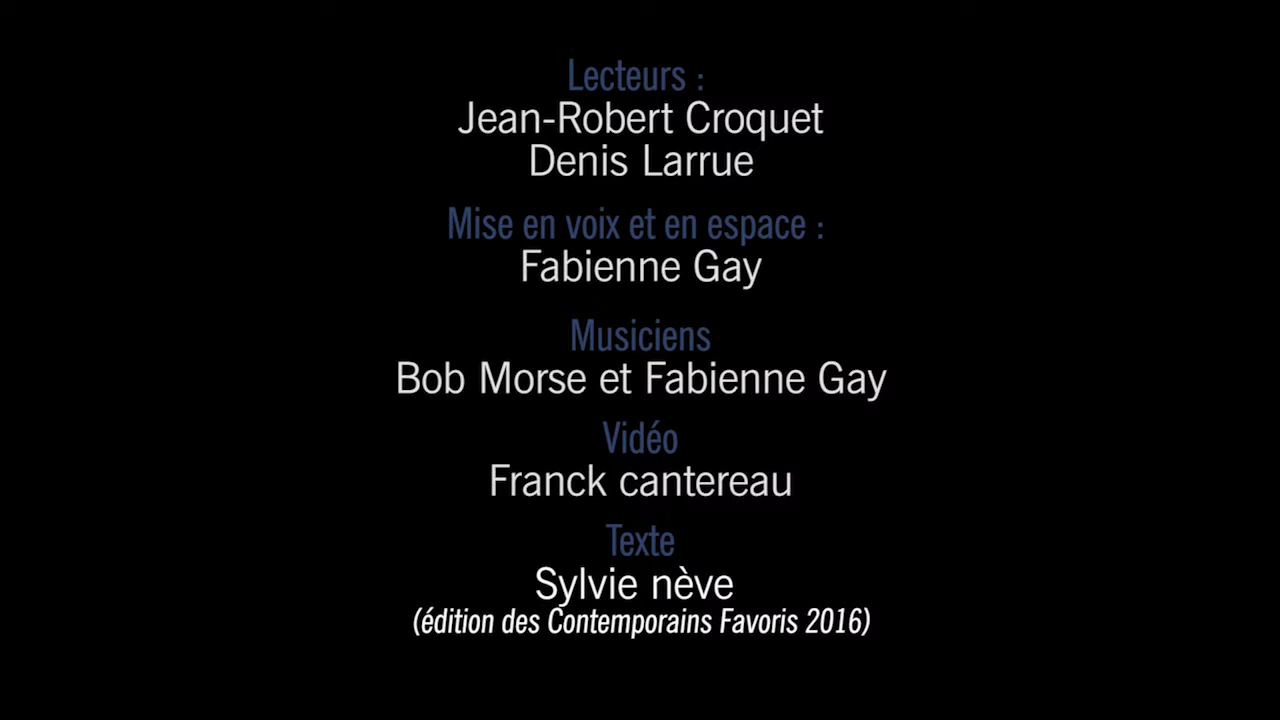 Lecteurs :
Jean-Robert Croquet
Denis Larrue
Mise en voix et en espace :
Fabienne Gay
Musiciens
Bob Morse et Fabienne Gay
Vidéo
Franck cantereau
Texte
Sylvie nève
(édition des Contemporains Favoris 2016)